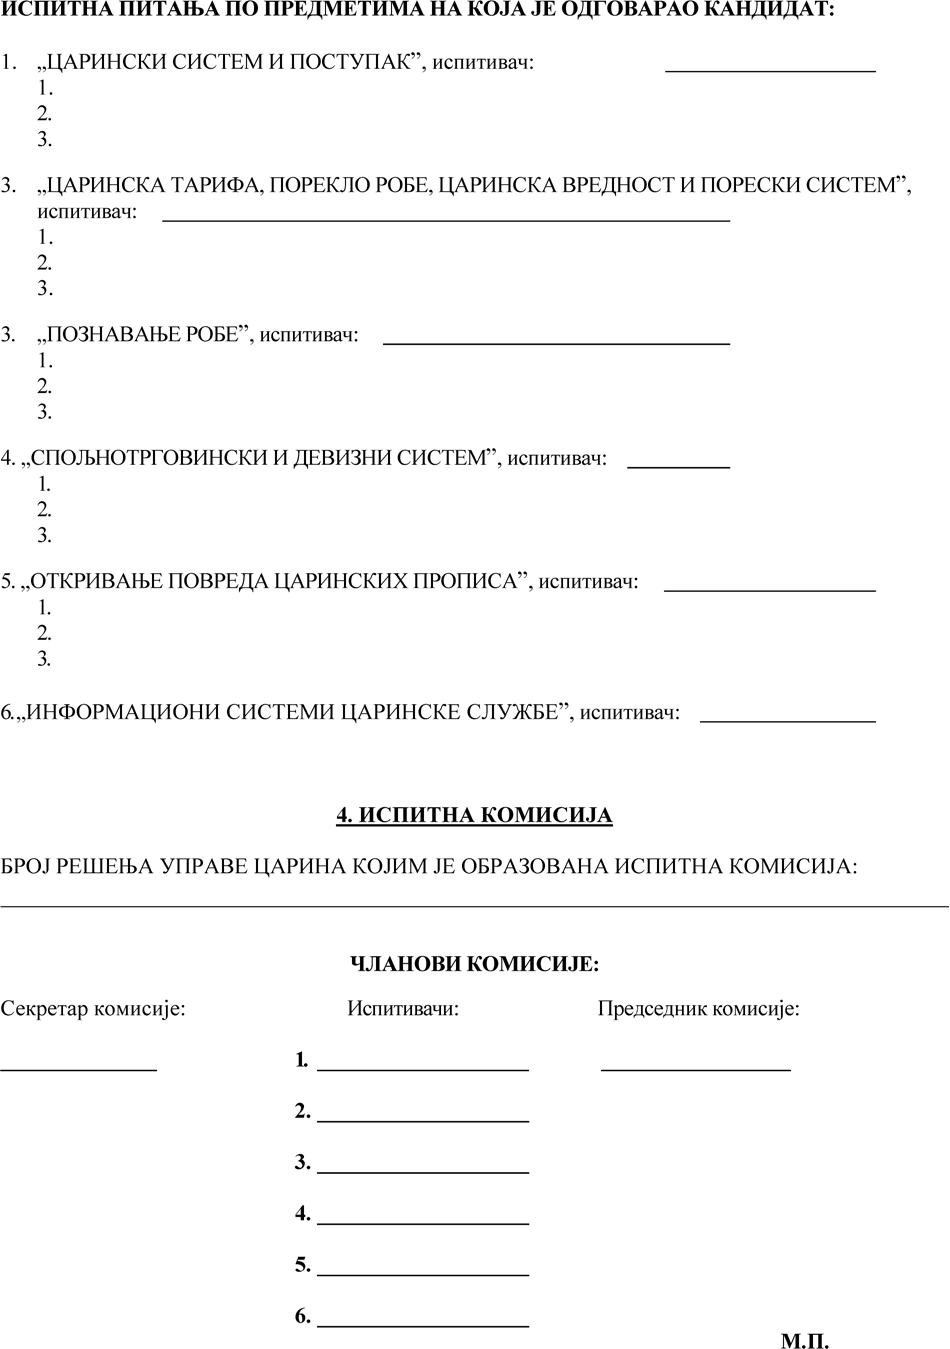 ИСПИТНА ПИТАЊА ПО ПРЕДМЕТИМА НА КОЈА ЈЕ ОДГОВАРАО КАНДИДАТ:
1. „ЦАРИНСКИ СИСТЕМ И ПОСТУПАК”, испитивач:
1.
2.
3.
3. „ЦАРИНСКА ТАРИФА, ПОРЕКЛО РОБЕ, ЦАРИНСКА ВРЕДНОСТ И ПОРЕСКИ СИСТЕМ”,
испитивач:
1.
2.
3.
3. „ПОЗНАВАЊЕ РОБЕ”, испитивач:
1.
2.
3.
4. „СПОЉНОТРГОВИНСКИ И ДЕВИЗНИ СИСТЕМ”, испитивач:
1.
2.
3.
5. „ОТКРИВАЊЕ ПОВРЕДА ЦАРИНСКИХ ПРОПИСА”, испитивач:
1.
2.
3.
6.„ИНФОРМАЦИОНИ СИСТЕМИ ЦАРИНСКЕ СЛУЖБЕ”, испитивач:
4. ИСПИТНА КОМИСИЈА
БРОЈ РЕШЕЊА УПРАВЕ ЦАРИНА КОЈИМ ЈЕ ОБРАЗОВАНА ИСПИТНА КОМИСИЈА:
ЧЛАНОВИ КОМИСИЈЕ:
Секретар комисије: Испитивачи: Председник комисије:
1.
2.
3.
4.
5.
6.
М.П.